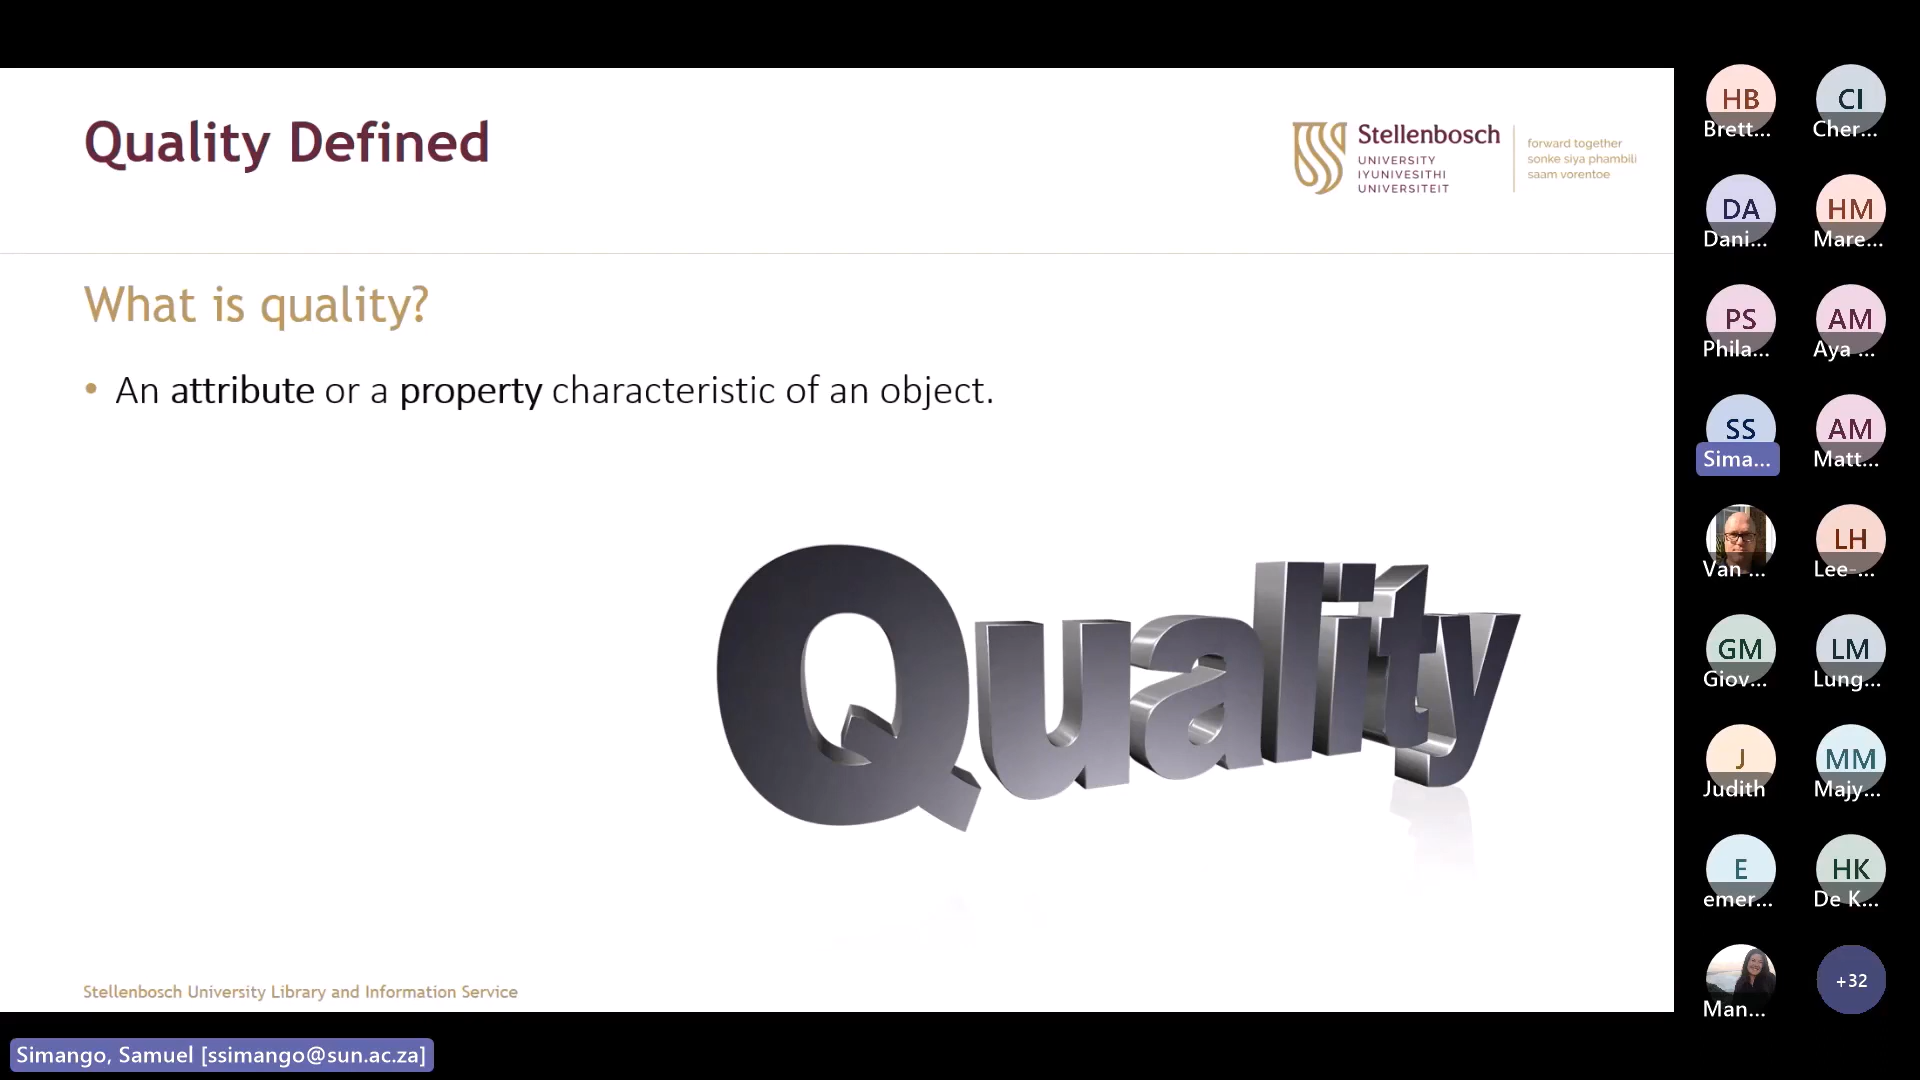 Quality Defined
Stellenbosch
UNIVERSITY
IYUNIVESITHI
UNIVERSITEIT
forward together
sonke siya phambili
saam vorentoe
What is quality?
• An attribute or a property characteristic of an object.
Quality
Stellenbosch University Library and Information Service
Simango, Samuel [ssimango@sun.ac.za]
HB
Brett...
CI
Cher...
DA
Dani...
HM
Mare...
PS
Phila...
AM
Aya ...
SS
Sima...
AM
Matt...
Van ...
LH
Lee-...
GM
Giov...
LM
Lung...
J
Judith
MM
Majy...
E
emer...
HK
De K...
Man...
+32